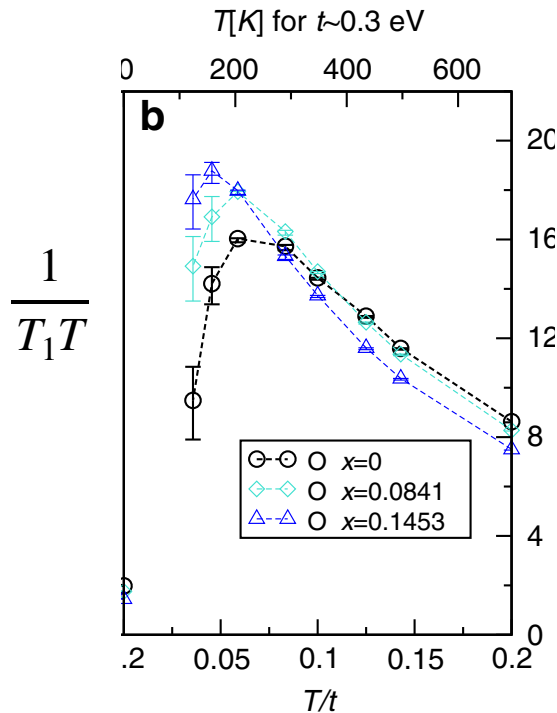 T[K] for t~0.3 eV
0 200 400 600
b
20
16
12
8
4
0
1
T₁T
O x=0
O x=0.0841
O x=0.1453
.2 0.05 0.1 0.15 0.2
T/t